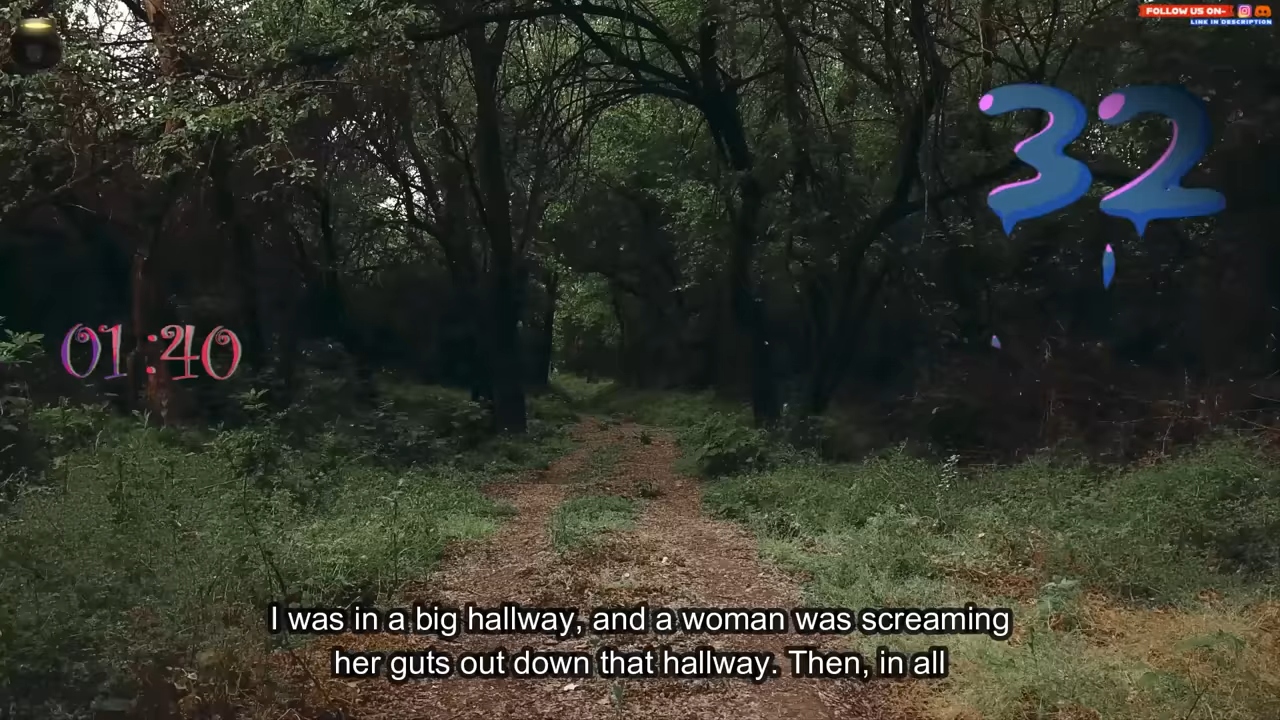 FOLLOW US ON-
LINK IN DESCRIPTION
32
01:40
I was in a big hallway, and a woman was screaming
her guts out down that hallway. Then, in all